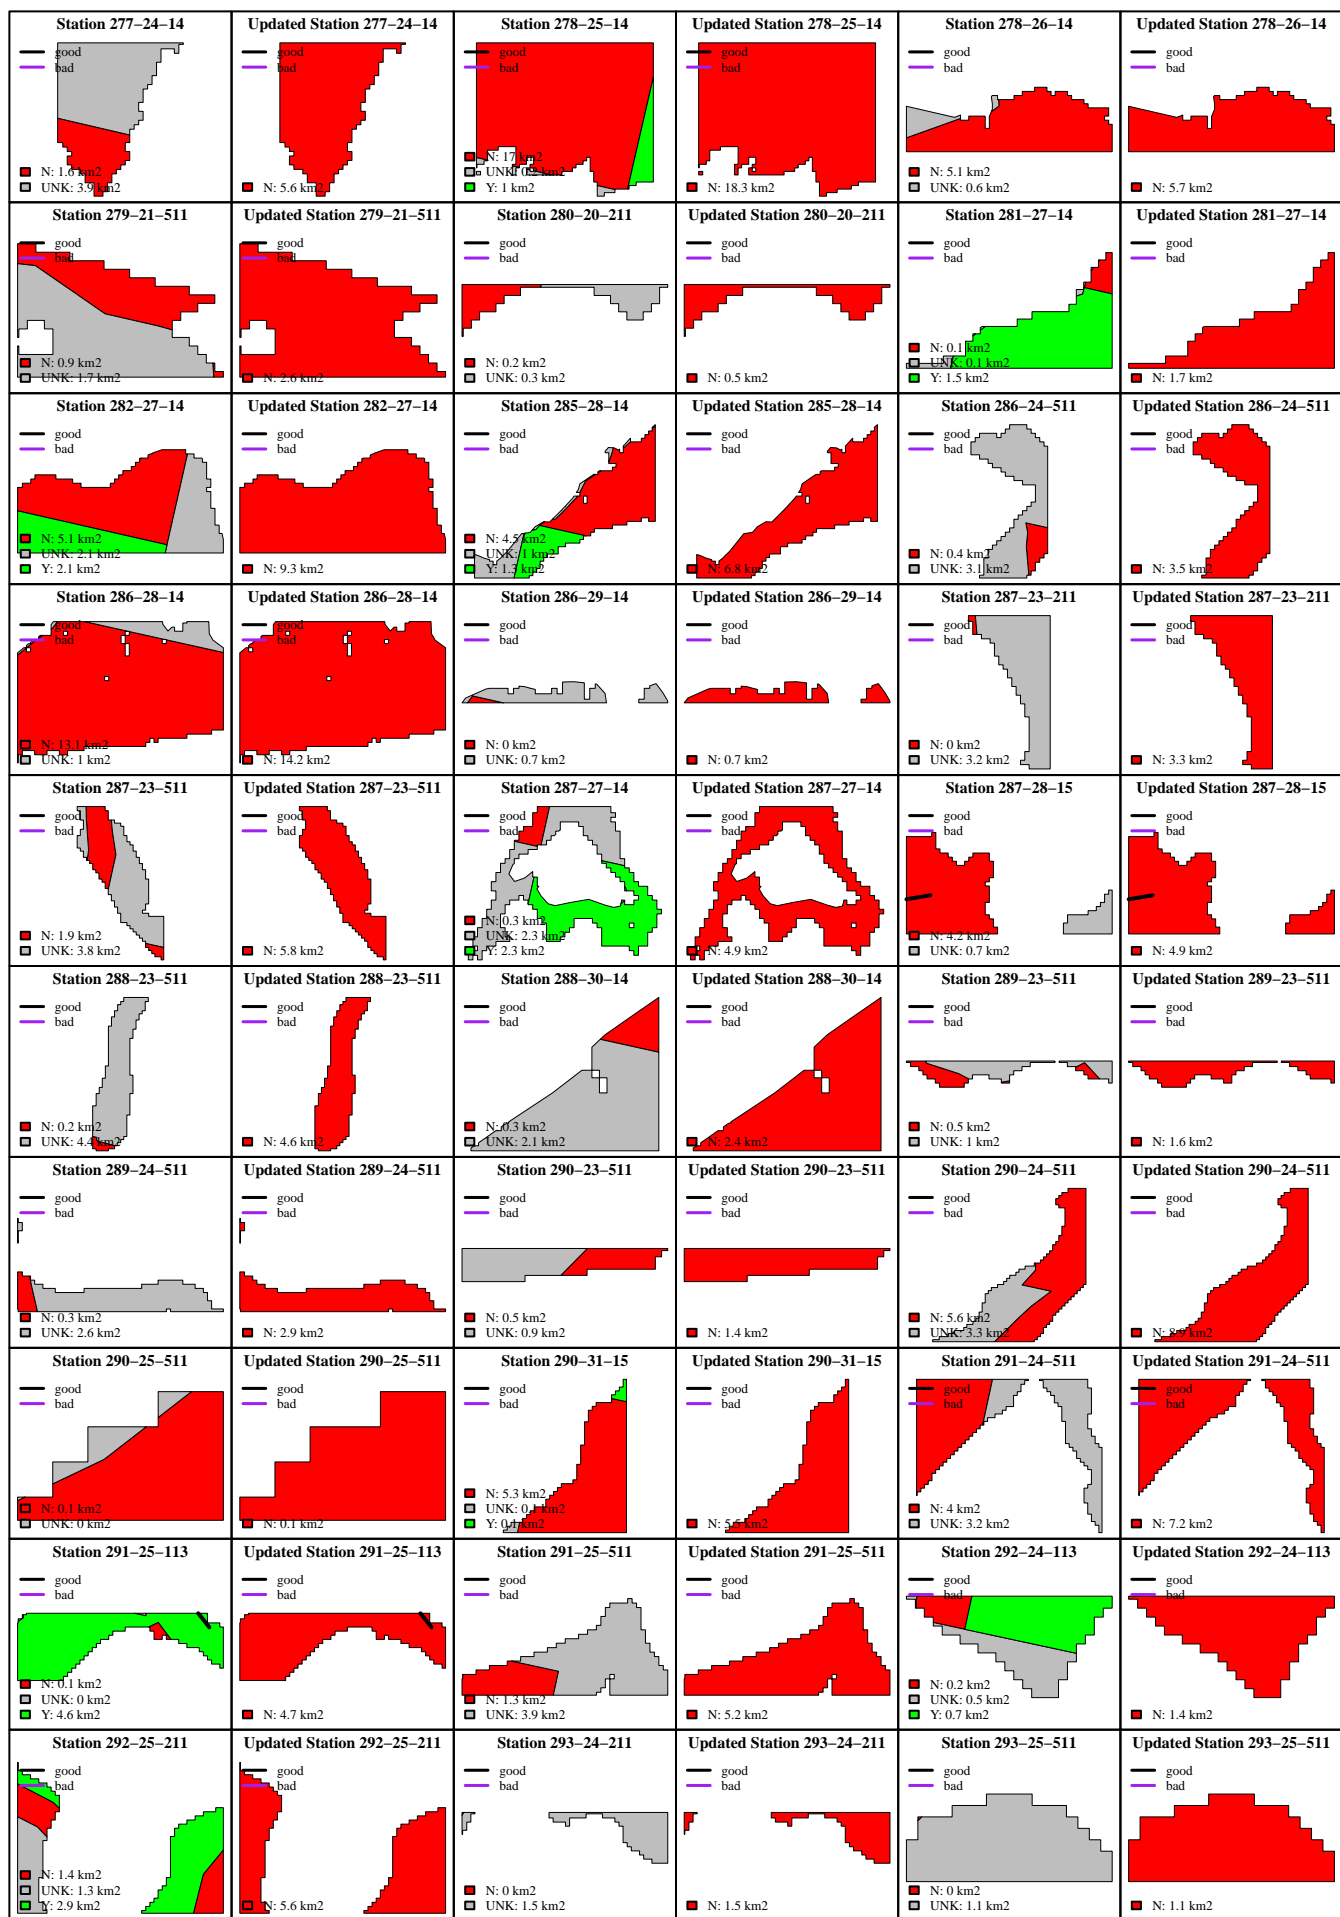 Station 277−24−14
good
bad
N: 1.6 km2
UNK: 3.9 km2
Updated Station 277−24−14
good
bad
N: 5.6 km2
Station 278−25−14
good
bad
N: 17 km2
UNK: 0.2 km2
Y: 1 km2
Updated Station 278−25−14
good
bad
N: 18.3 km2
Station 278−26−14
good
bad
N: 5.1 km2
UNK: 0.6 km2
Updated Station 278−26−14
good
bad
N: 5.7 km2
Station 279−21−511
good
bad
N: 0.9 km2
UNK: 1.7 km2
Updated Station 279−21−511
good
bad
N: 2.6 km2
Station 280−20−211
good
bad
N: 0.2 km2
UNK: 0.3 km2
Updated Station 280−20−211
good
bad
N: 0.5 km2
Station 281−27−14
good
bad
N: 0.1 km2
UNK: 0.1 km2
Y: 1.5 km2
Updated Station 281−27−14
good
bad
N: 1.7 km2
Station 282−27−14
good
bad
N: 5.1 km2
UNK: 2.1 km2
Y: 2.1 km2
Updated Station 282−27−14
good
bad
N: 9.3 km2
Station 285−28−14
good
bad
N: 4.5 km2
UNK: 1 km2
Y: 1.3 km2
Updated Station 285−28−14
good
bad
N: 6.8 km2
Station 286−24−511
good
bad
N: 0.4 km2
UNK: 3.1 km2
Updated Station 286−24−511
good
bad
N: 3.5 km2
Station 286−28−14
good
bad
N: 13.1 km2
UNK: 1 km2
Updated Station 286−28−14
good
bad
N: 14.2 km2
Station 286−29−14
good
bad
N: 0 km2
UNK: 0.7 km2
Updated Station 286−29−14
good
bad
N: 0.7 km2
Station 287−23−211
good
bad
N: 0 km2
UNK: 3.2 km2
Updated Station 287−23−211
good
bad
N: 3.3 km2
Station 287−23−511
good
bad
N: 1.9 km2
UNK: 3.8 km2
Updated Station 287−23−511
good
bad
N: 5.8 km2
Station 287−27−14
good
bad
N: 0.3 km2
UNK: 2.3 km2
Y: 2.3 km2
Updated Station 287−27−14
good
bad
N: 4.9 km2
Station 287−28−15
good
bad
N: 4.2 km2
UNK: 0.7 km2
Updated Station 287−28−15
good
bad
N: 4.9 km2
Station 288−23−511
good
bad
N: 0.2 km2
UNK: 4.4 km2
Updated Station 288−23−511
good
bad
N: 4.6 km2
Station 288−30−14
good
bad
N: 0.3 km2
UNK: 2.1 km2
Updated Station 288−30−14
good
bad
N: 2.4 km2
Station 289−23−511
good
bad
N: 0.5 km2
UNK: 1 km2
Updated Station 289−23−511
good
bad
N: 1.6 km2
Station 289−24−511
good
bad
N: 0.3 km2
UNK: 2.6 km2
Updated Station 289−24−511
good
bad
N: 2.9 km2
Station 290−23−511
good
bad
N: 0.5 km2
UNK: 0.9 km2
Updated Station 290−23−511
good
bad
N: 1.4 km2
Station 290−24−511
good
bad
N: 5.6 km2
UNK: 3.3 km2
Updated Station 290−24−511
good
bad
N: 8.9 km2
Station 290−25−511
good
bad
N: 0.1 km2
UNK: 0 km2
Updated Station 290−25−511
good
bad
N: 0.1 km2
Station 290−31−15
good
bad
N: 5.3 km2
UNK: 0.1 km2
Y: 0.1 km2
Updated Station 290−31−15
good
bad
N: 5.5 km2
Station 291−24−511
good
bad
N: 4 km2
UNK: 3.2 km2
Updated Station 291−24−511
good
bad
N: 7.2 km2
Station 291−25−113
good
bad
N: 0.1 km2
UNK: 0 km2
Y: 4.6 km2
Updated Station 291−25−113
good
bad
N: 4.7 km2
Station 291−25−511
good
bad
N: 1.3 km2
UNK: 3.9 km2
Updated Station 291−25−511
good
bad
N: 5.2 km2
Station 292−24−113
good
bad
N: 0.2 km2
UNK: 0.5 km2
Y: 0.7 km2
Updated Station 292−24−113
good
bad
N: 1.4 km2
Station 292−25−211
good
bad
N: 1.4 km2
UNK: 1.3 km2
Y: 2.9 km2
Updated Station 292−25−211
good
bad
N: 5.6 km2
Station 293−24−211
good
bad
N: 0 km2
UNK: 1.5 km2
Updated Station 293−24−211
good
bad
N: 1.5 km2
Station 293−25−511
good
bad
N: 0 km2
UNK: 1.1 km2
Updated Station 293−25−511
good
bad
N: 1.1 km2